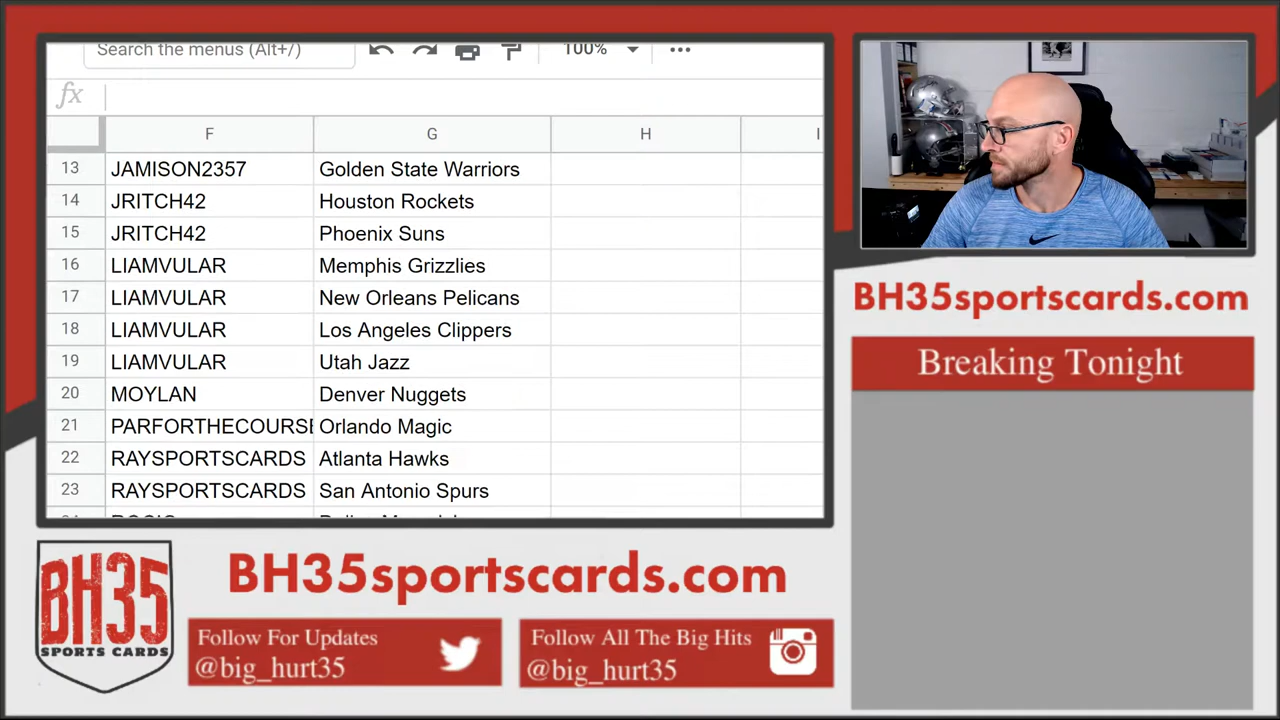 Search the menus (Alt+/)
100%
fx
F G H I
13 JAMISON2357 Golden State Warriors
14 JRITCH42 Houston Rockets
15 JRITCH42 Phoenix Suns
16 LIAMVULAR Memphis Grizzlies
17 LIAMVULAR New Orleans Pelicans
18 LIAMVULAR Los Angeles Clippers
19 LIAMVULAR Utah Jazz
20 MOYLAN Denver Nuggets
21 PARFORTHECOURSE Orlando Magic
22 RAYSPORTSCARDS Atlanta Hawks
23 RAYSPORTSCARDS San Antonio Spurs
BH35sportscards.com
Breaking Tonight
BH35
SPORTS CARDS
BH35sportscards.com
Follow For Updates
@big_hurt35
Follow All The Big Hits
@big_hurt35